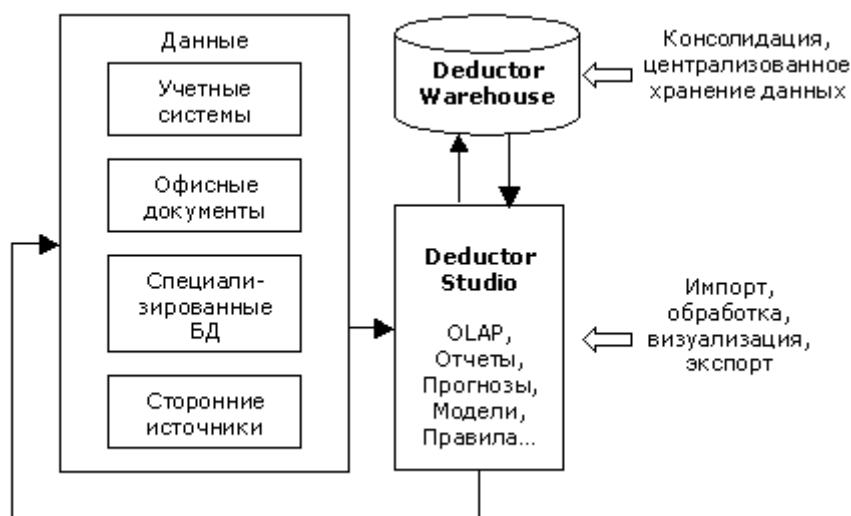 Данные
Учетные
системы
Офисные
документы
Специали-
зированные
БД
Сторонние
источники
Deductor
Warehouse
Консолидация,
централизованное
хранение данных
Deductor
Studio
OLAP,
Отчеты,
Прогнозы,
Модели,
Правила...
Импорт,
обработка,
визуализация,
экспорт